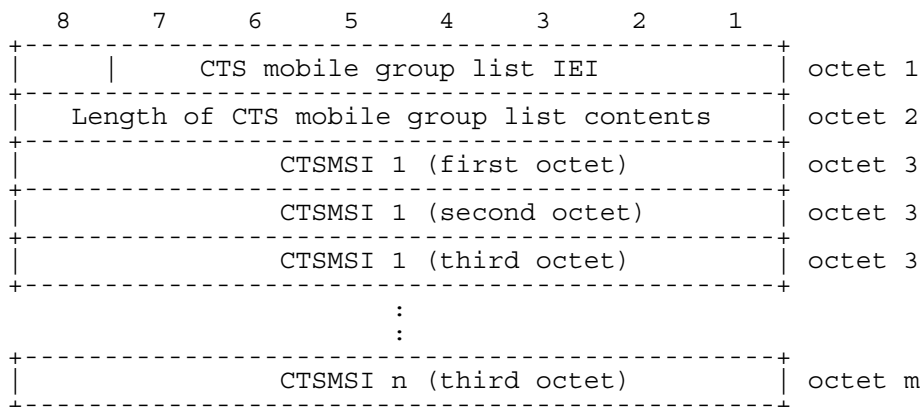 8 7 6 5 4 3 2 1
+-----------------------------------------------+
| | CTS mobile group list IEI | octet 1
+-----------------------------------------------+
| Length of CTS mobile group list contents | octet 2
+-----------------------------------------------+
| CTSMSI 1 (first octet) | octet 3
+-----------------------------------------------+
| CTSMSI 1 (second octet) | octet 3
+-----------------------------------------------+
| CTSMSI 1 (third octet) | octet 3
+-----------------------------------------------+
:
:
+-----------------------------------------------+
| CTSMSI n (third octet) | octet m
+-----------------------------------------------+